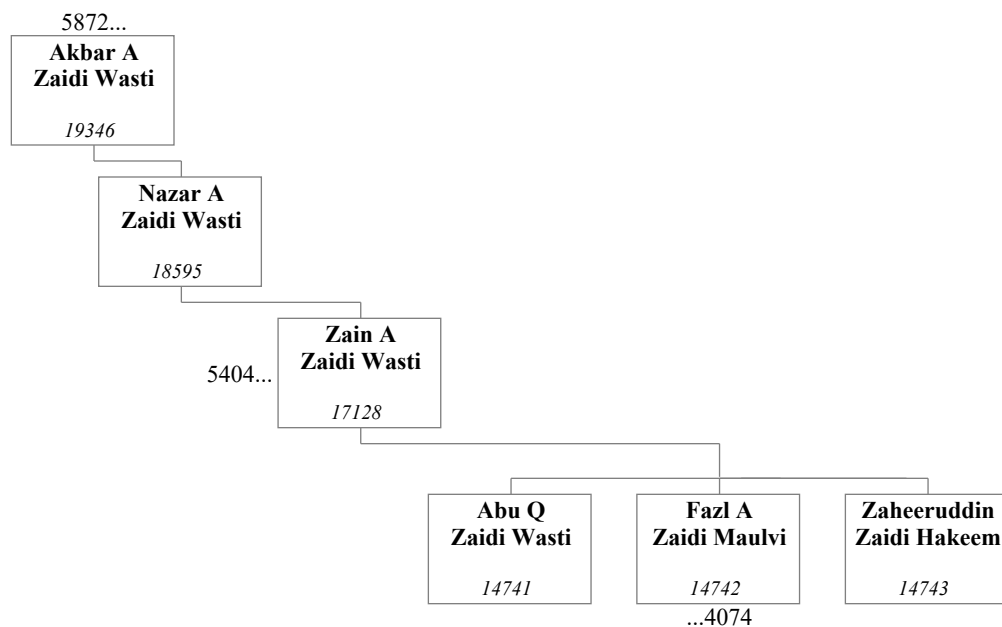 5872...
Akbar A
Zaidi Wasti
19346
Nazar A
Zaidi Wasti
18595
Zain A
Zaidi Wasti
5404...
17128
Abu Q
Zaidi Wasti
14741
Fazl A
Zaidi Maulvi
14742
...4074
Zaheeruddin
Zaidi Hakeem
14743